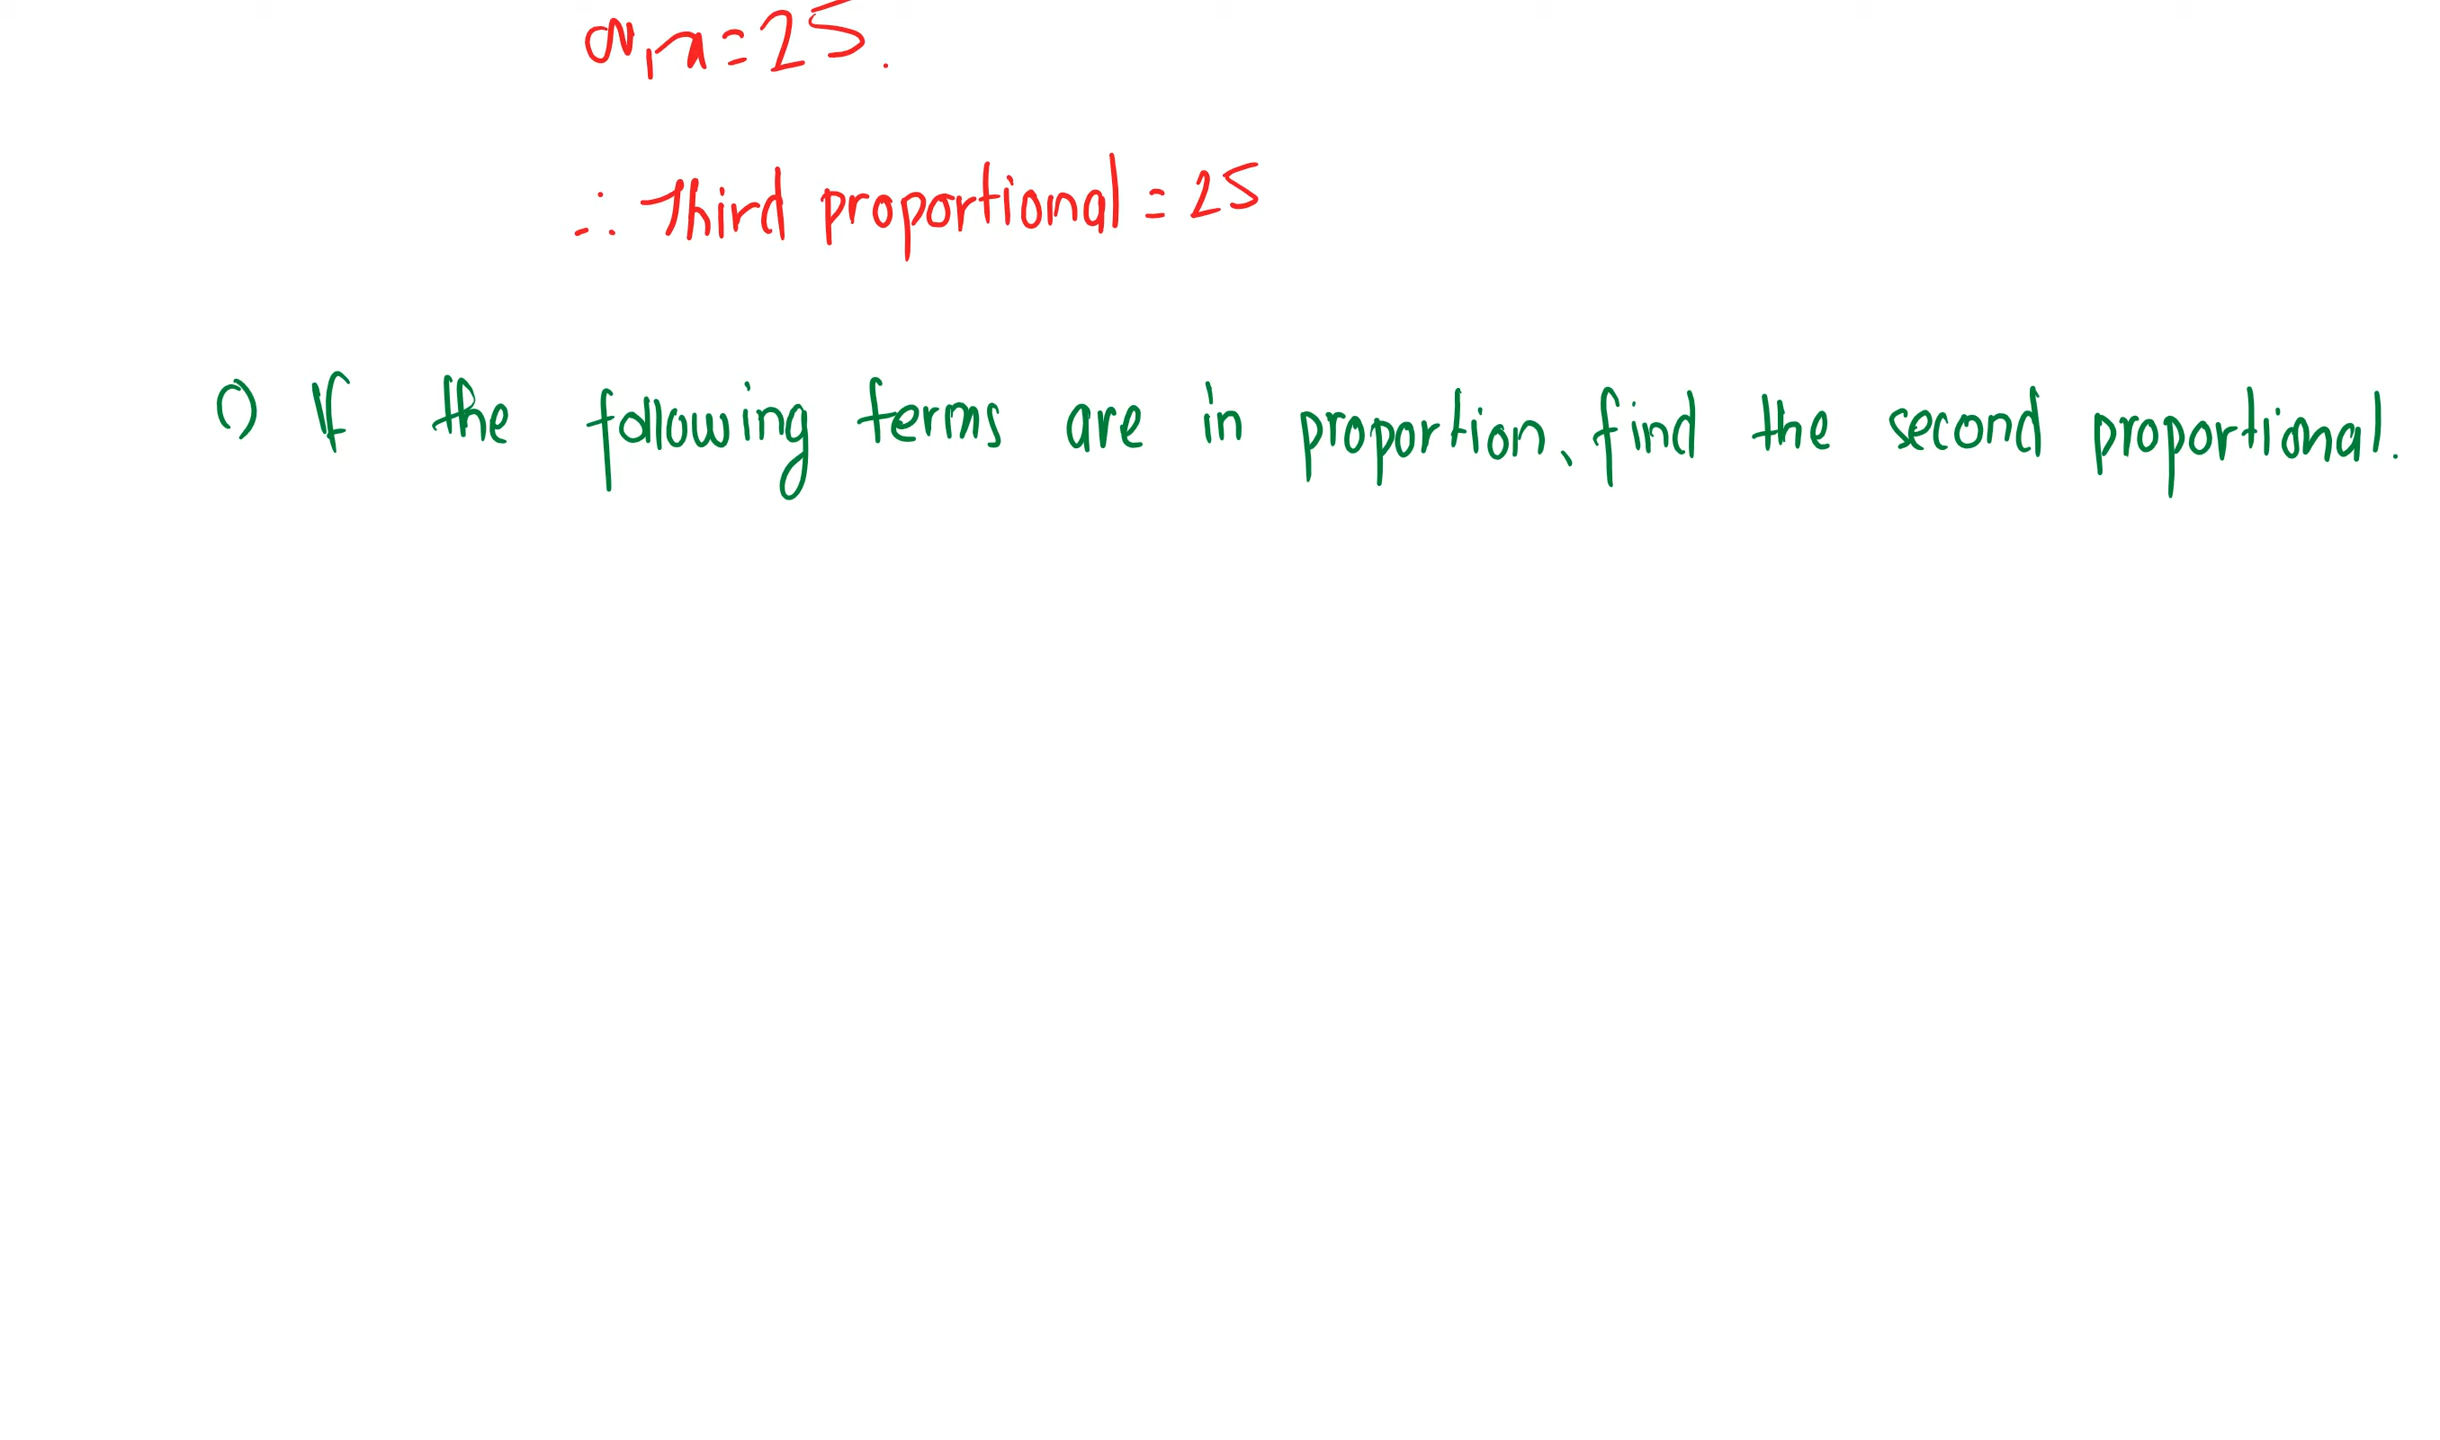 or, x = 25.
∴ Third proportional = 25
Q) If the following terms are in proportion, find the second proportional.